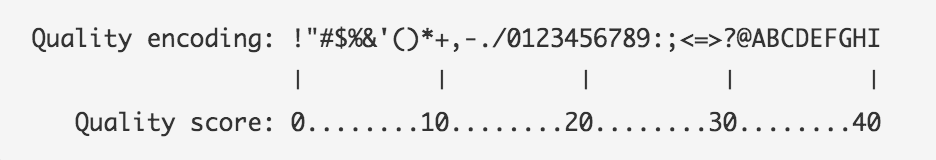 Quality encoding: !"#$%&'()*+,-./0123456789:;<=>?@ABCDEFGHI
                  |         |         |         |         |
   Quality score: 0........10........20........30........40